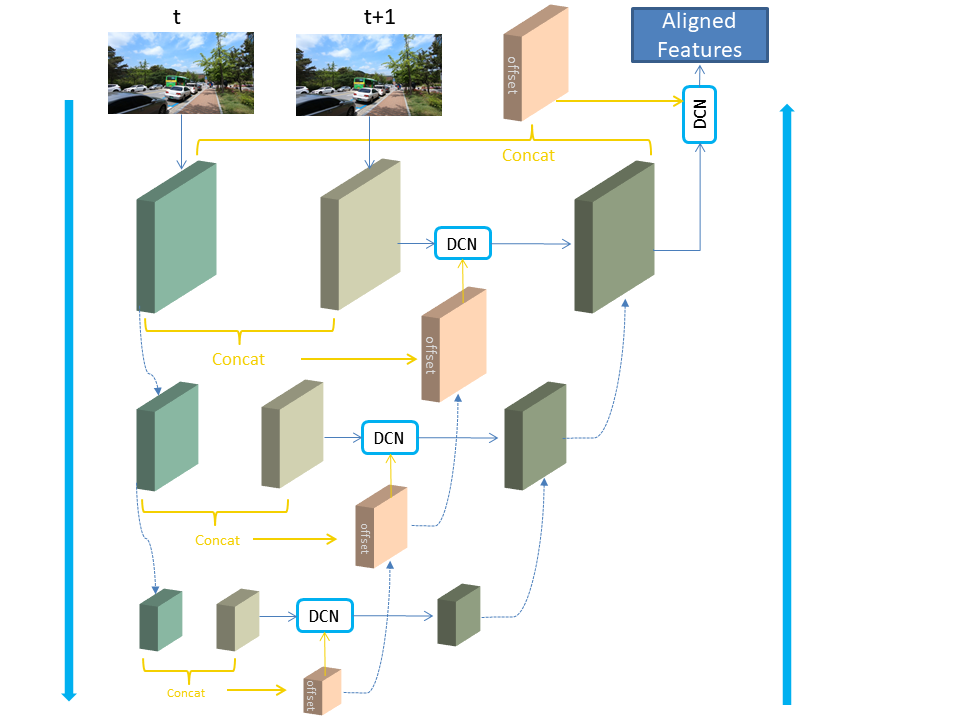 t
t+1
offset
Aligned
Features
DCN
Concat
DCN
offset
Concat
DCN
offset
Concat
DCN
offset
Concat